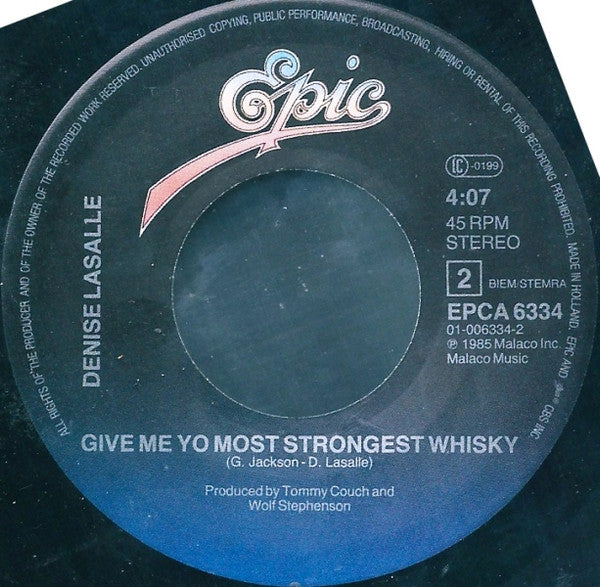 ALL RIGHTS OF THE PRODUCER AND OF THE OWNER OF THE RECORDED WORK RESERVED. UNAUTHORISED COPYING, PUBLIC PERFORMANCE, BROADCASTING, HIRING OR RENTAL OF THIS RECORDING PROHIBITED. MADE IN HOLLAND. EPIC AND ® CBS INC
Epic
DENISE LASALLE
LC-0199
4:07
45 RPM
STEREO
2 BIEM/STEMRA
EPCA 6334
01-006334-2
℗ 1985 Malaco Inc.
Malaco Music
GIVE ME YO MOST STRONGEST WHISKY
(G. Jackson - D. Lasalle)
Produced by Tommy Couch and
Wolf Stephenson